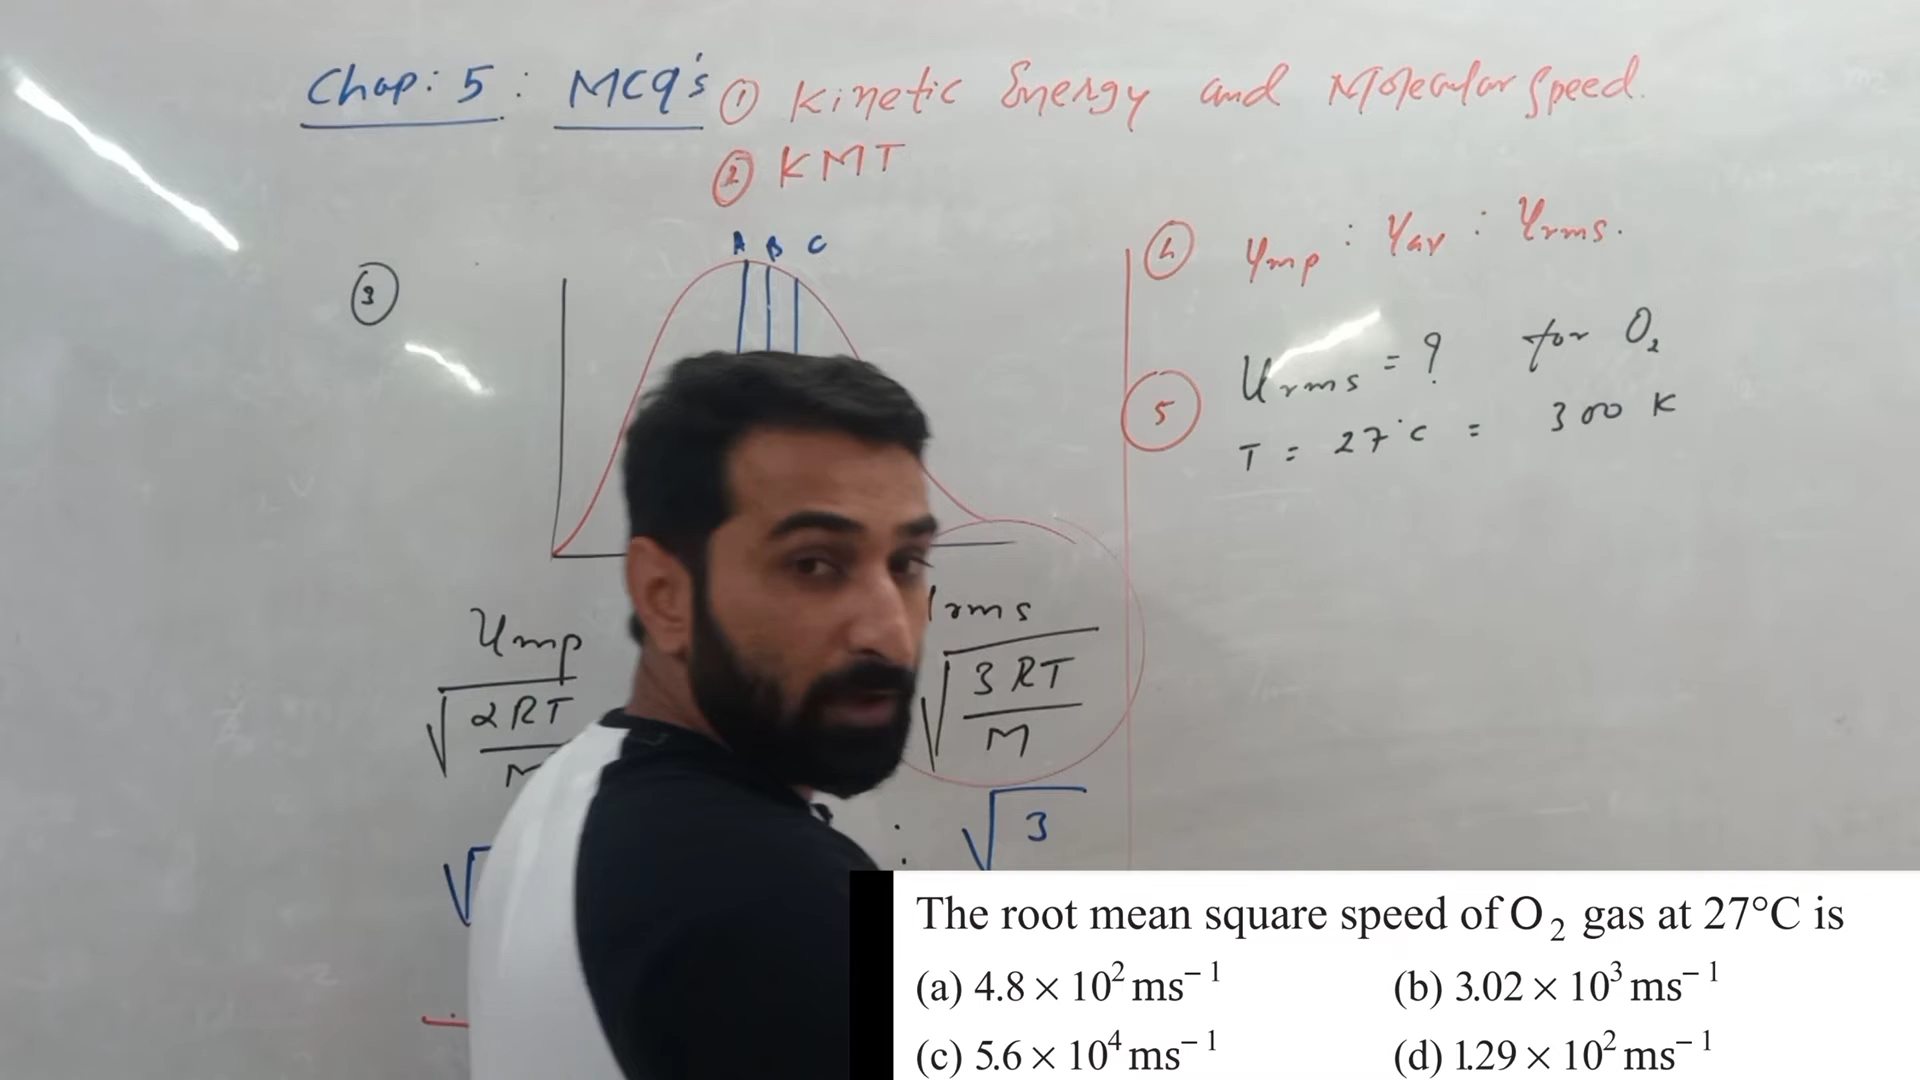 Chap: 5 : MCQ's ① Kinetic Energy and Molecular Speed.
② KMT
A B C
③
④ Ump : Uav : Urms.
⑤ Urms = ? for O₂
T = 27°C = 300 K
Ump
√2RT
rms
√3RT/M
: √3
The root mean square speed of O₂ gas at 27°C is
(a) 4.8 × 10² ms⁻¹ (b) 3.02 × 10³ ms⁻¹
(c) 5.6 × 10⁴ ms⁻¹ (d) 1.29 × 10² ms⁻¹